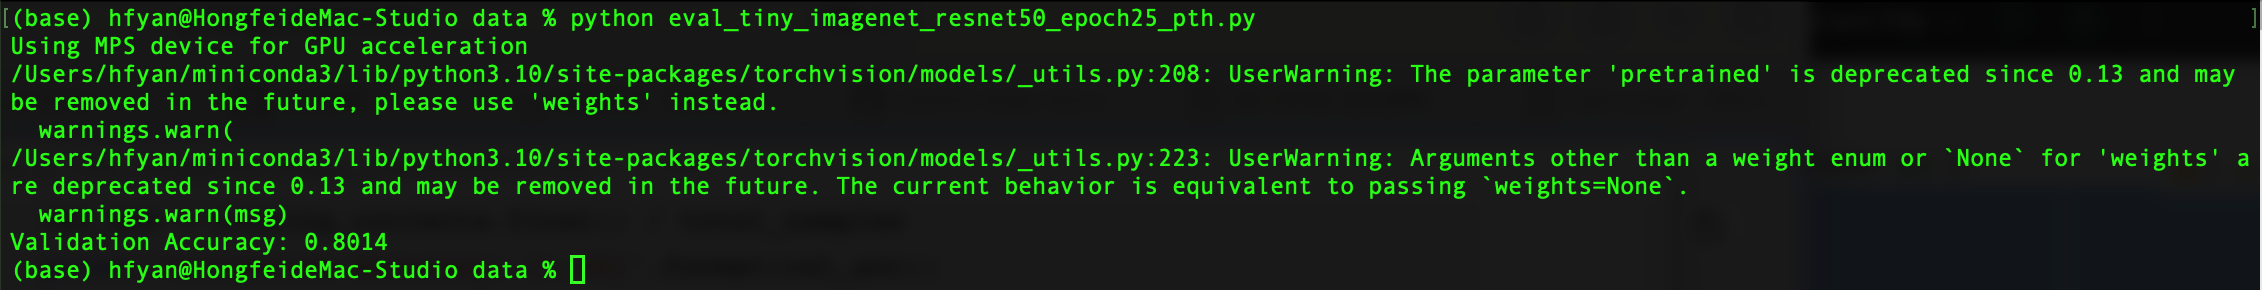 [(base) hfyan@HongfeideMac-Studio data % python eval_tiny_imagenet_resnet50_epoch25_pth.py ]
Using MPS device for GPU acceleration
/Users/hfyan/miniconda3/lib/python3.10/site-packages/torchvision/models/_utils.py:208: UserWarning: The parameter 'pretrained' is deprecated since 0.13 and may
be removed in the future, please use 'weights' instead.
  warnings.warn(
/Users/hfyan/miniconda3/lib/python3.10/site-packages/torchvision/models/_utils.py:223: UserWarning: Arguments other than a weight enum or `None` for 'weights' a
re deprecated since 0.13 and may be removed in the future. The current behavior is equivalent to passing `weights=None`.
  warnings.warn(msg)
Validation Accuracy: 0.8014
(base) hfyan@HongfeideMac-Studio data %